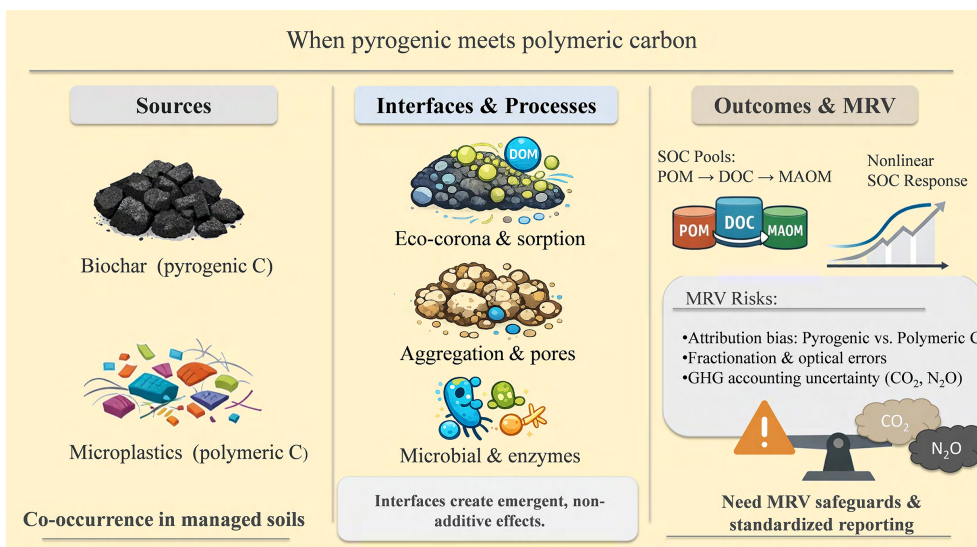 When pyrogenic meets polymeric carbon
Sources
Biochar (pyrogenic C)
Microplastics (polymeric C)
Co-occurrence in managed soils
Interfaces & Processes
DOM
Eco-corona & sorption
Aggregation & pores
Microbial & enzymes
Interfaces create emergent, non-
additive effects.
Outcomes & MRV
SOC Pools:
POM → DOC → MAOM
Nonlinear
SOC Response
POM
DOC
MAOM
MRV Risks:
•Attribution bias: Pyrogenic vs. Polymeric C
•Fractionation & optical errors
•GHG accounting uncertainty (CO₂, N₂O)
CO₂
N₂O
Need MRV safeguards &
standardized reporting